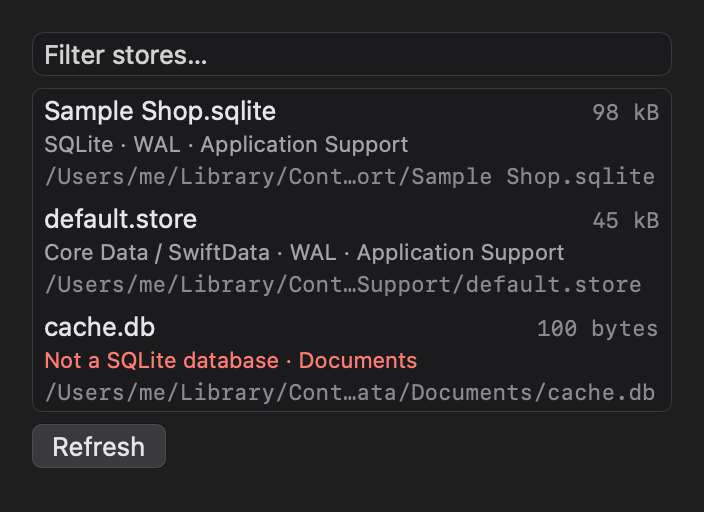 Filter stores…
Sample Shop.sqlite 98 kB
SQLite · WAL · Application Support
/Users/me/Library/Cont…ort/Sample Shop.sqlite
default.store 45 kB
Core Data / SwiftData · WAL · Application Support
/Users/me/Library/Cont…Support/default.store
cache.db 100 bytes
Not a SQLite database · Documents
/Users/me/Library/Cont…ata/Documents/cache.db
Refresh